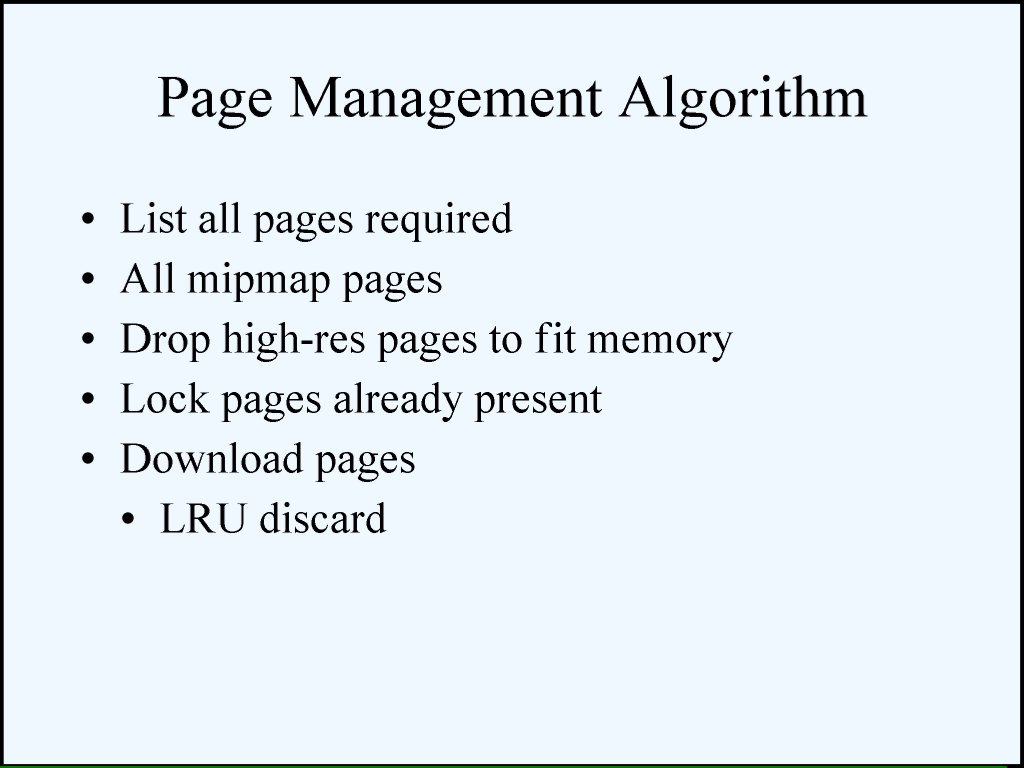 Page Management Algorithm
• List all pages required
• All mipmap pages
• Drop high-res pages to fit memory
• Lock pages already present
• Download pages
• LRU discard